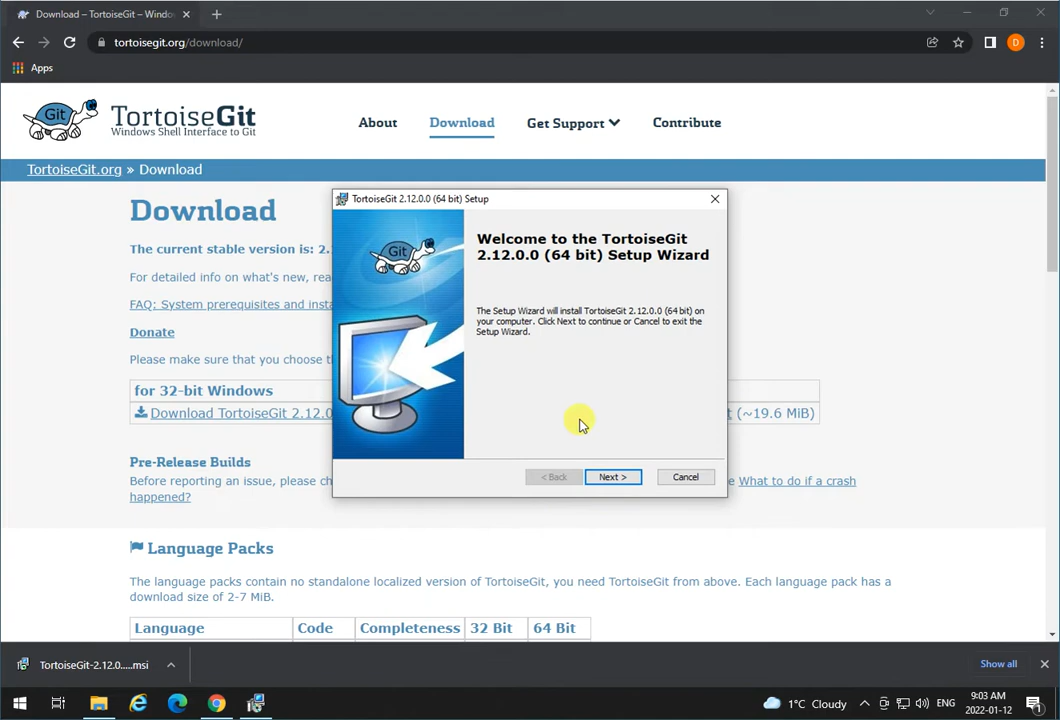 Download – TortoiseGit – Windo
tortoisegit.org/download/
D
Apps
Git
TortoiseGit
Windows Shell Interface to Git
About
Download
Get Support
Contribute
TortoiseGit.org » Download
Download
The current stable version is: 2.
For detailed info on what's new, rea
FAQ: System prerequisites and insta
Donate
Please make sure that you choose t
for 32-bit Windows
Download TortoiseGit 2.12.0
t (~19.6 MiB)
Pre-Release Builds
Before reporting an issue, please ch
e What to do if a crash
happened?
TortoiseGit 2.12.0.0 (64 bit) Setup
Git
Welcome to the TortoiseGit
2.12.0.0 (64 bit) Setup Wizard
The Setup Wizard will install TortoiseGit 2.12.0.0 (64 bit) on
your computer. Click Next to continue or Cancel to exit the
Setup Wizard.
< Back
Next >
Cancel
Language Packs
The language packs contain no standalone localized version of TortoiseGit, you need TortoiseGit from above. Each language pack has a
download size of 2-7 MiB.
Language
Code
Completeness
32 Bit
64 Bit
TortoiseGit-2.12.0....msi
Show all
1°C Cloudy
ENG
9:03 AM
2022-01-12
1